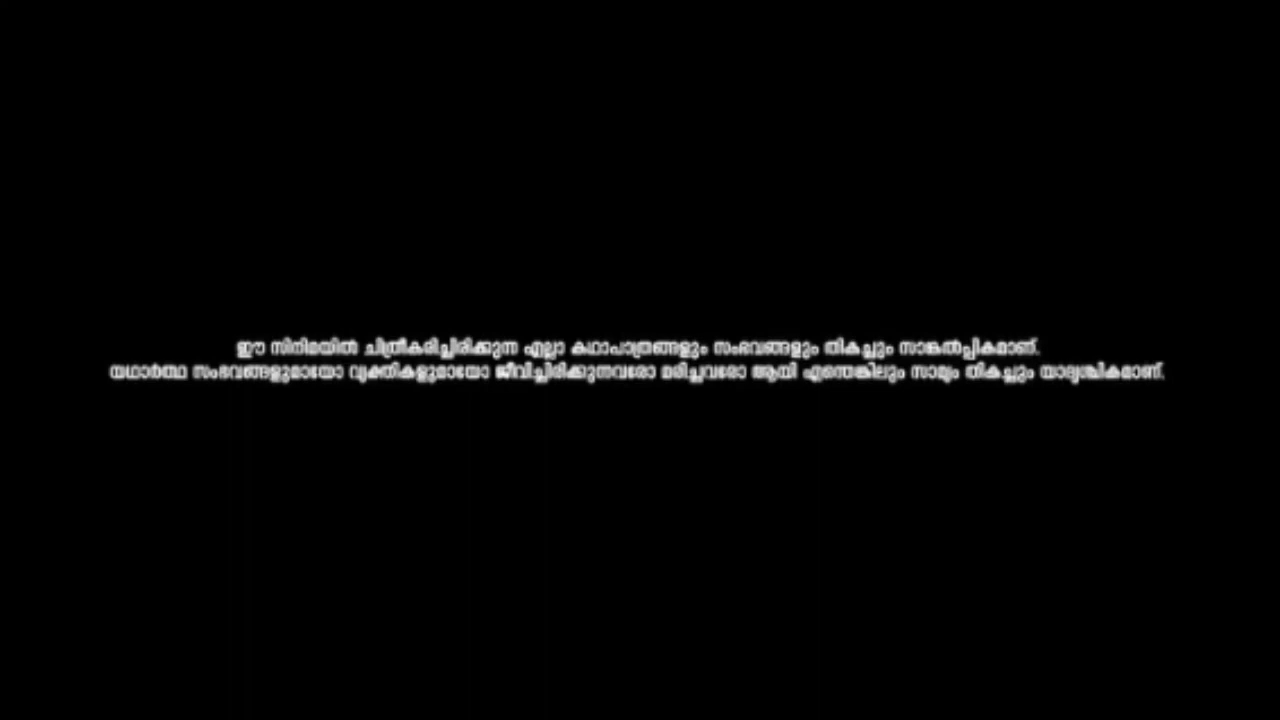 ഈ സിനിമയിൽ ചിത്രീകരിച്ചിരിക്കുന്ന എല്ലാ കഥാപാത്രങ്ങളും സംഭവങ്ങളും തികച്ചും സാങ്കൽപ്പികമാണ്.
യഥാർത്ഥ സംഭവങ്ങളുമായോ വ്യക്തികളുമായോ ജീവിച്ചിരിക്കുന്നവരോ മരിച്ചവരോ ആയി എന്തെങ്കിലും സാമ്യം തികച്ചും യാദൃശ്ചികമാണ്.